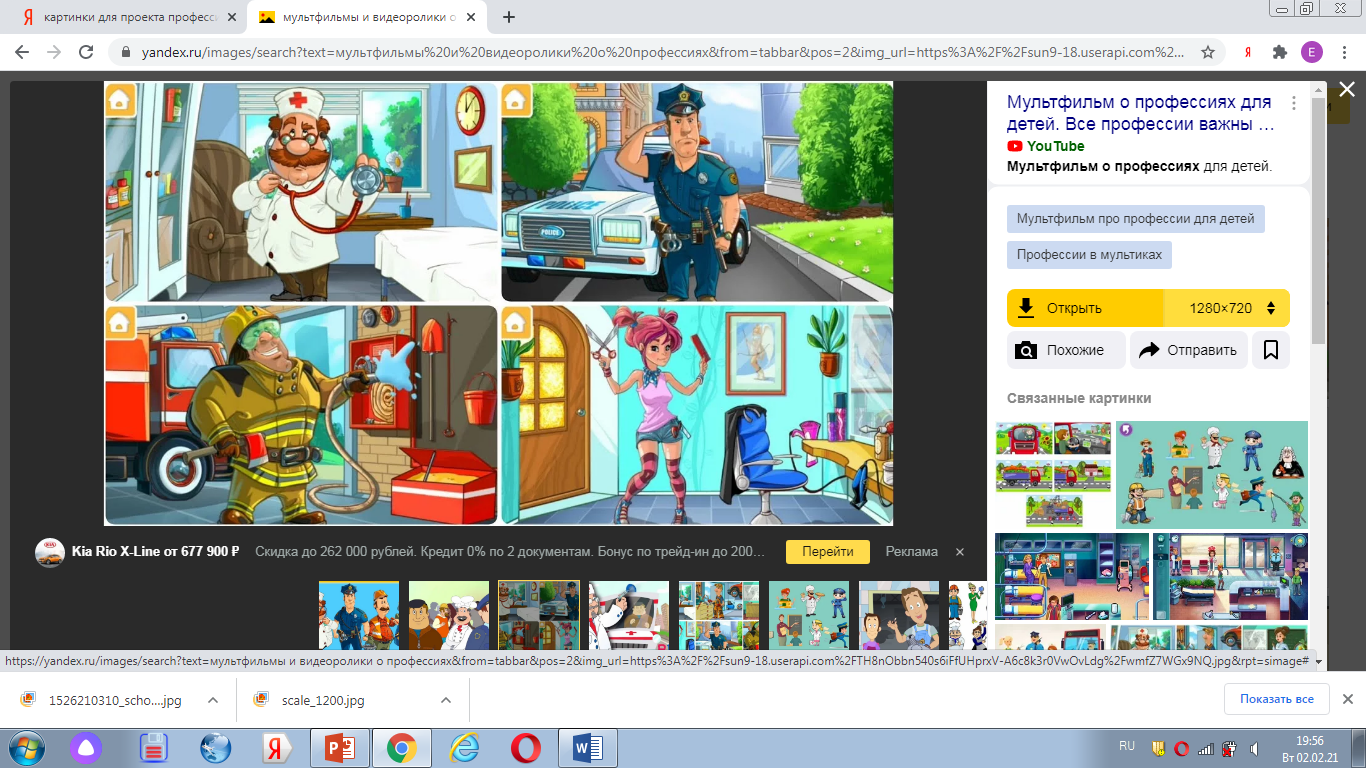 картинки для проекта професси
мультфильмы и видеоролики о
yandex.ru/images/search?text=мультфильмы%20и%20видеоролики%20о%20профессиях&from=tabbar&pos=2&img_url=https%3A%2F%2Fsun9-18.userapi.com%2...
Я
E
POLICE
POLICE
Мультфильм о профессиях для
детей. Все профессии важны ...
YouTube
Мультфильм о профессиях для детей.
Мультфильм про профессии для детей
Профессии в мультиках
Открыть
1280×720
Похожие
Отправить
Связанные картинки
Kia Rio X-Line от 677 900 ₽
Скидка до 262 000 рублей. Кредит 0% по 2 документам. Бонус по трейд-ин до 200...
Перейти
Реклама
https://yandex.ru/images/search?text=мультфильмы и видеоролики о профессиях&from=tabbar&pos=2&img_url=https%3A%2F%2Fsun9-18.userapi.com%2FTH8nObbn540s6iFfUHprxV-A6c8k3r0VwOvLdg%2FwmfZ7WGx9NQ.jpg&rpt=simage#
1526210310_scho....jpg
scale_1200.jpg
Показать все
RU
19:56
Вт 02.02.21